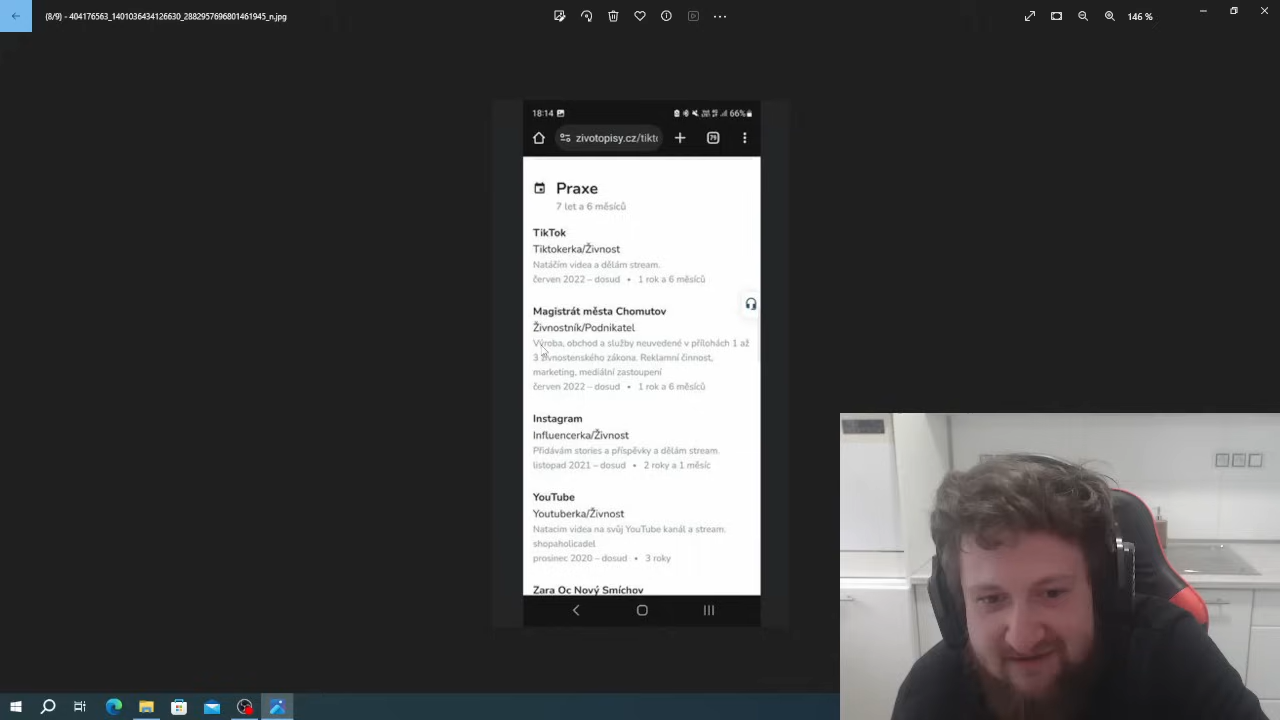 (8/9) - 404176563_1401036434126630_2882957696801461945_n.jpg
146 %
18:14
66%
zivotopisy.cz/tikto
79
Praxe
7 let a 6 měsíců
TikTok
Tiktokerka/Živnost
Natáčím videa a dělám stream.
červen 2022 – dosud • 1 rok a 6 měsíců
Magistrát města Chomutov
Živnostník/Podnikatel
Výroba, obchod a služby neuvedené v přílohách 1 až
3 živnostenského zákona. Reklamní činnost,
marketing, mediální zastoupení
červen 2022 – dosud • 1 rok a 6 měsíců
Instagram
Influencerka/Živnost
Přidávám stories a příspěvky a dělám stream.
listopad 2021 – dosud • 2 roky a 1 měsíc
YouTube
Youtuberka/Živnost
Natacim videa na svůj YouTube kanál a stream.
shopaholicadel
prosinec 2020 – dosud • 3 roky
Zara Oc Nový Smíchov